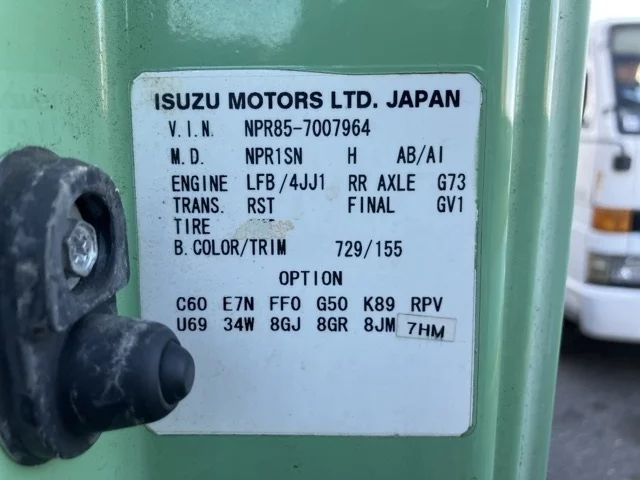 ISUZU MOTORS LTD. JAPAN
V.I.N. NPR85-7007964
M.D. NPR1SN H AB/AI
ENGINE LFB/4JJ1 RR AXLE G73
TRANS. RST FINAL GV1
TIRE
B.COLOR/TRIM 729/155
OPTION
C60 E7N FF0 G50 K89 RPV
U69 34W 8GJ 8GR 8JM 7HM